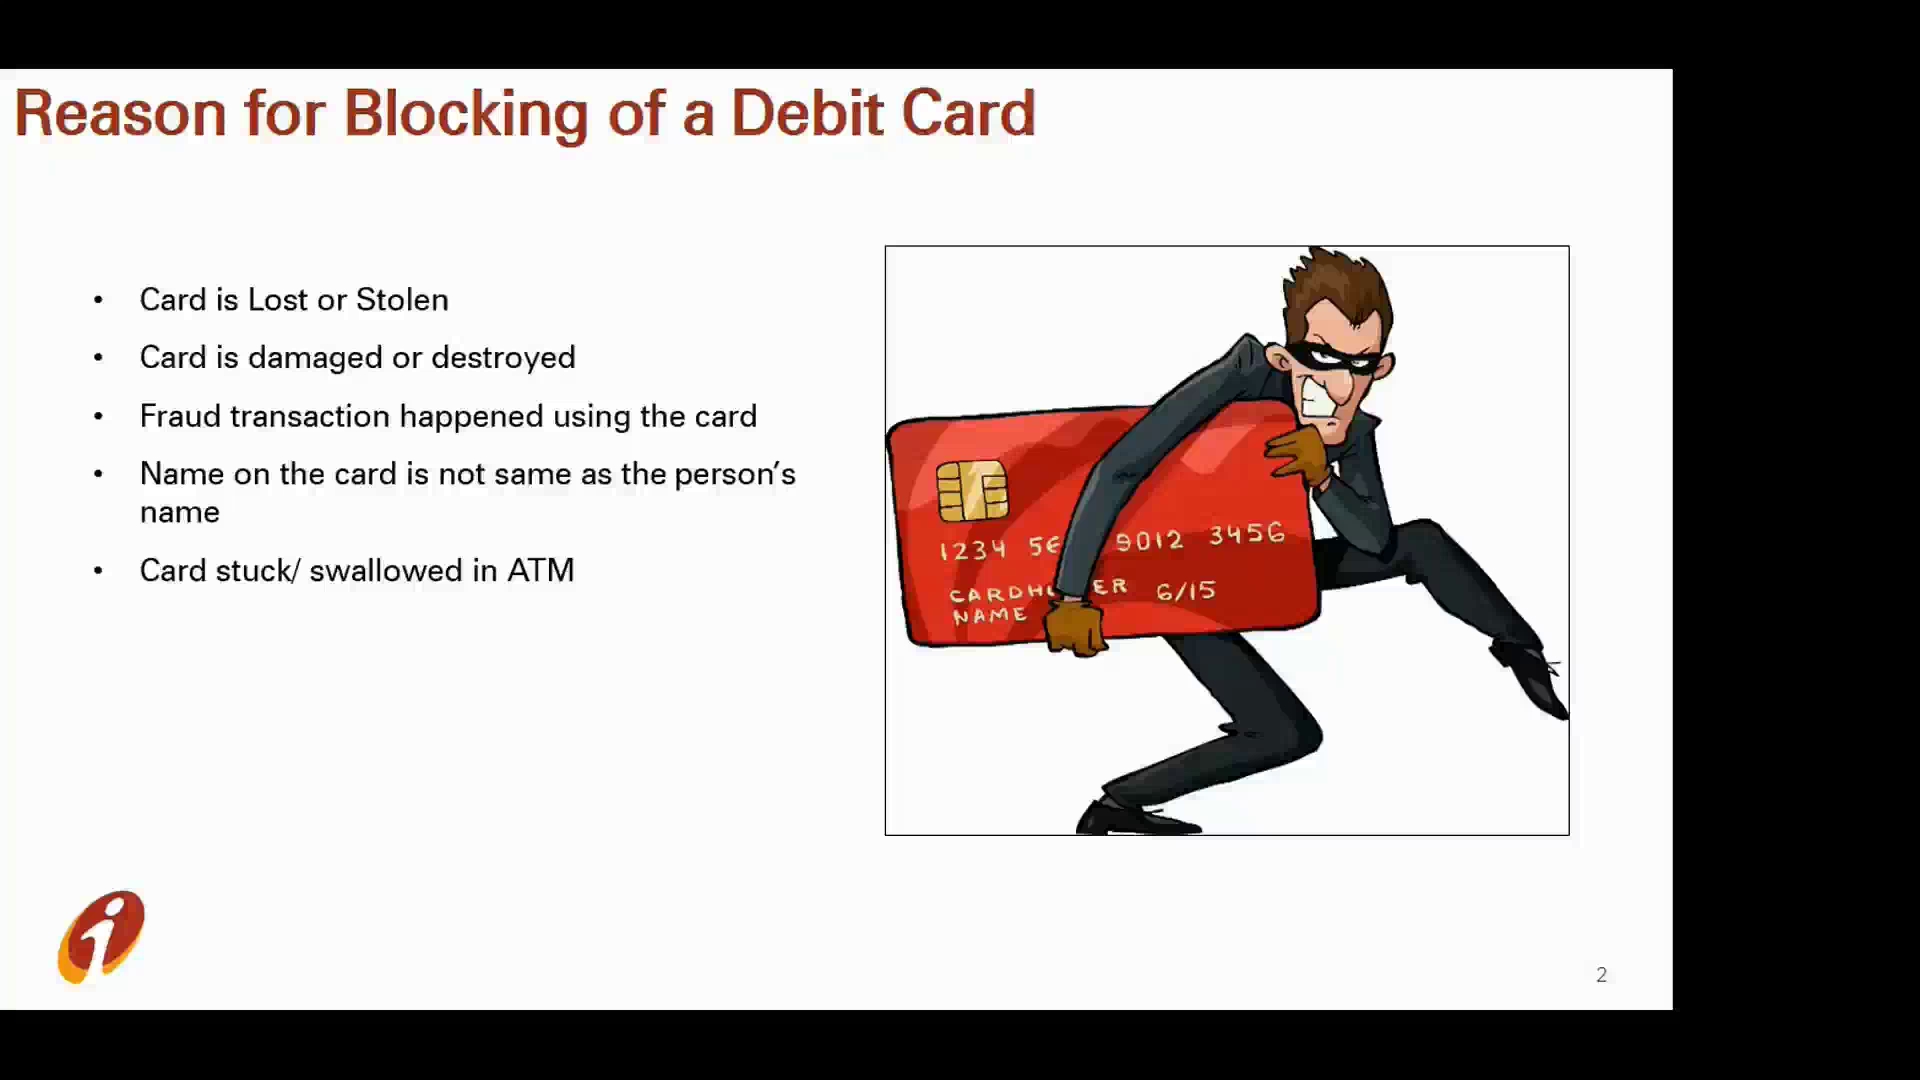 Reason for Blocking of a Debit Card
• Card is Lost or Stolen
• Card is damaged or destroyed
• Fraud transaction happened using the card
• Name on the card is not same as the person’s
name
• Card stuck/ swallowed in ATM
1234 56 9012 3456
CARDH ER 6/15
NAME
i
2